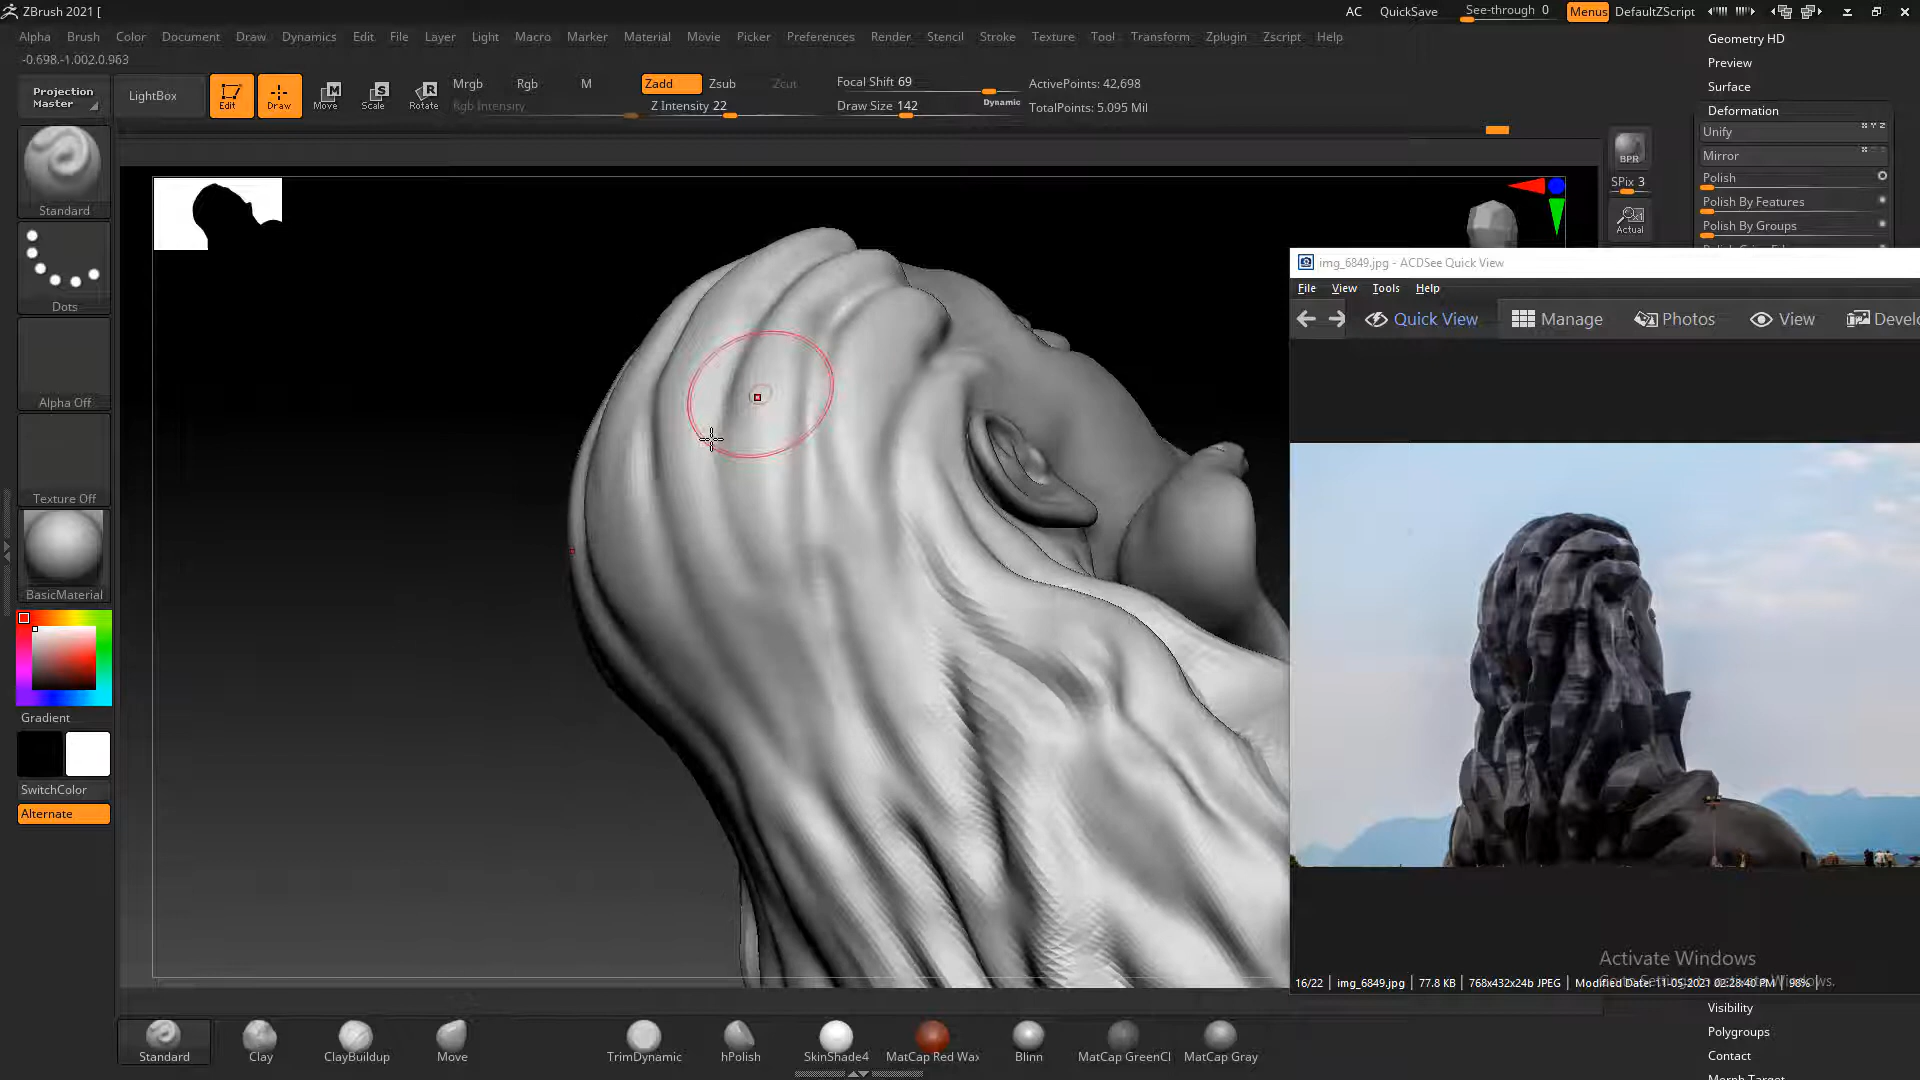 ZBrush 2021 [
AC QuickSave See-through 0 Menus DefaultZScript
Alpha Brush Color Document Draw Dynamics Edit File Layer Light Macro Marker Material Movie Picker Preferences Render Stencil Stroke Texture Tool Transform Zplugin Zscript Help
-0.698,-1.002,0.963
Projection Master
LightBox
Edit
Draw
Move
Scale
Rotate
Mrgb Rgb M
Rgb Intensity
Zadd Zsub Zcut
Z Intensity 22
Focal Shift 69
Draw Size 142
Dynamic
ActivePoints: 42,698
TotalPoints: 5.095 Mil
Standard
Dots
Alpha Off
Texture Off
BasicMaterial
Gradient
SwitchColor
Alternate
BPR
SPix 3
Actual
Geometry HD
Preview
Surface
Deformation
Unify
Mirror
Polish
Polish By Features
Polish By Groups
img_6849.jpg - ACDSee Quick View
File View Tools Help
Quick View Manage Photos View Develo
Activate Windows
16/22 img_6849.jpg 77.8 KB 768x432x24b JPEG Modified Date: 11-05-2021 02:28:40 PM 98%
Visibility
Polygroups
Contact
Morph Target
Standard Clay ClayBuildup Move TrimDynamic hPolish SkinShade4 MatCap Red Wax Blinn MatCap GreenCl MatCap Gray